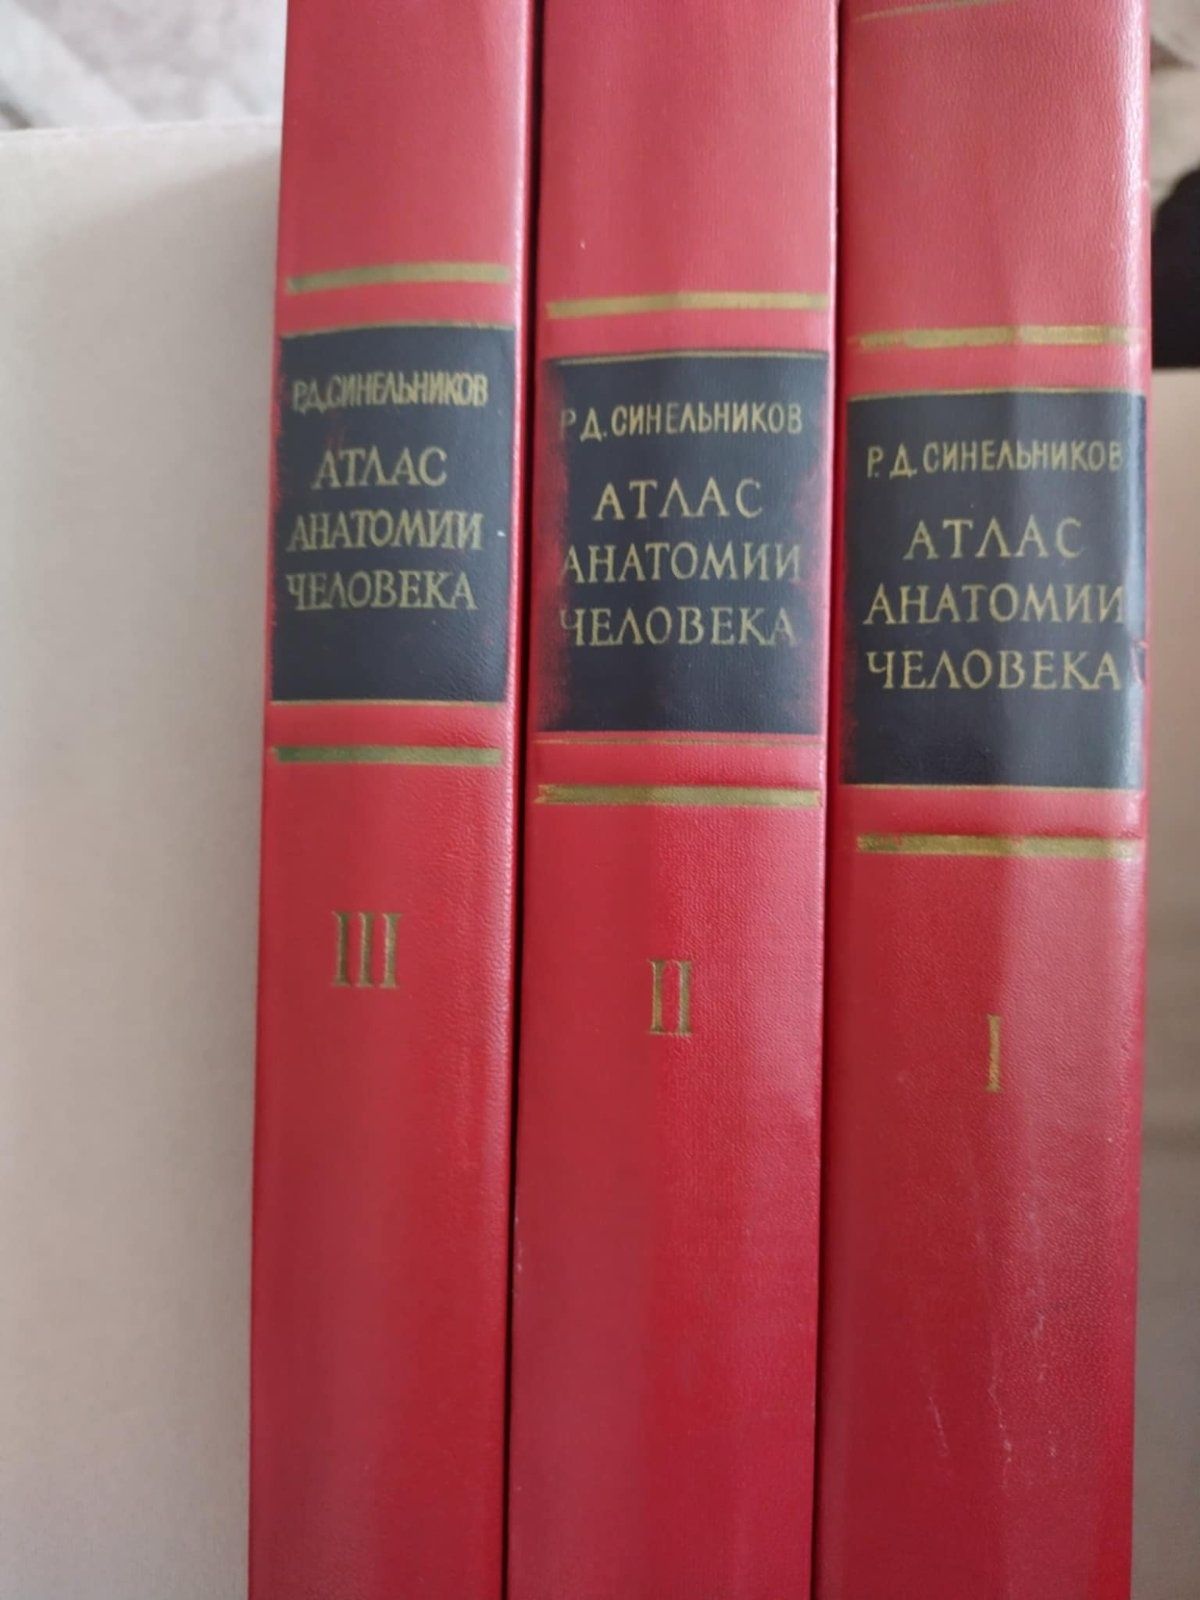 Р.Д.СИНЕЛЬНИКОВ
АТЛАС
АНАТОМИИ
ЧЕЛОВЕКА
III
Р.Д.СИНЕЛЬНИКОВ
АТЛАС
АНАТОМИИ
ЧЕЛОВЕКА
II
Р.Д.СИНЕЛЬНИКОВ
АТЛАС
АНАТОМИИ
ЧЕЛОВЕКА
I